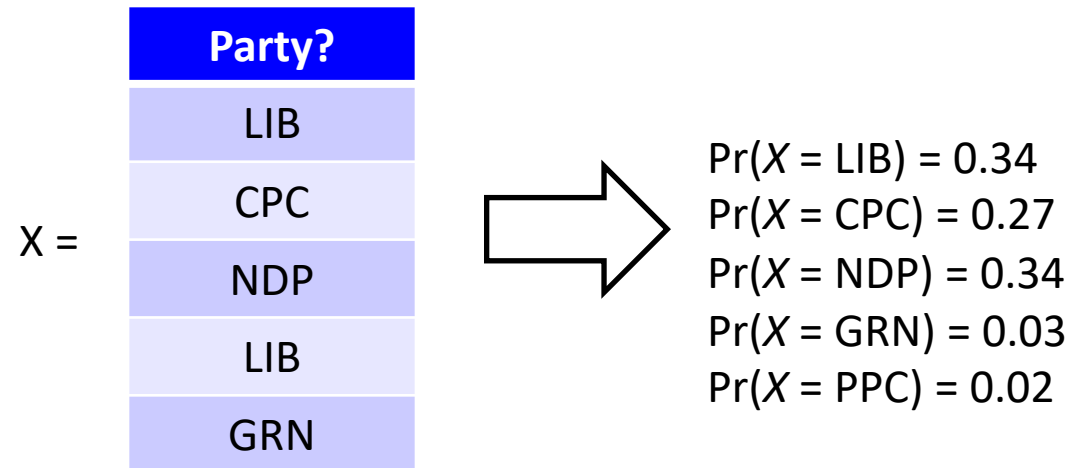 Party?
LIB
CPC
X =
NDP
LIB
GRN
Pr(X = LIB) = 0.34
Pr(X = CPC) = 0.27
Pr(X = NDP) = 0.34
Pr(X = GRN) = 0.03
Pr(X = PPC) = 0.02